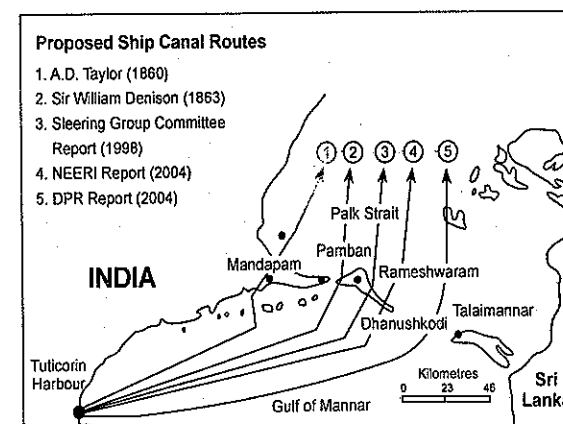 Proposed Ship Canal Routes
1. A.D. Taylor (1860)
2. Sir William Denison (1863)
3. Sleering Group Committee
Report (1998)
4. NEERI Report (2004)
5. DPR Report (2004)
1 2 3 4 5
Palk Strait
Pamban
Mandapam
INDIA
Rameshwaram
Dhanushkodi
Talaimannar
Tuticorin
Harbour
Kilometres
0 23 46
Gulf of Mannar
Sri
Lanka